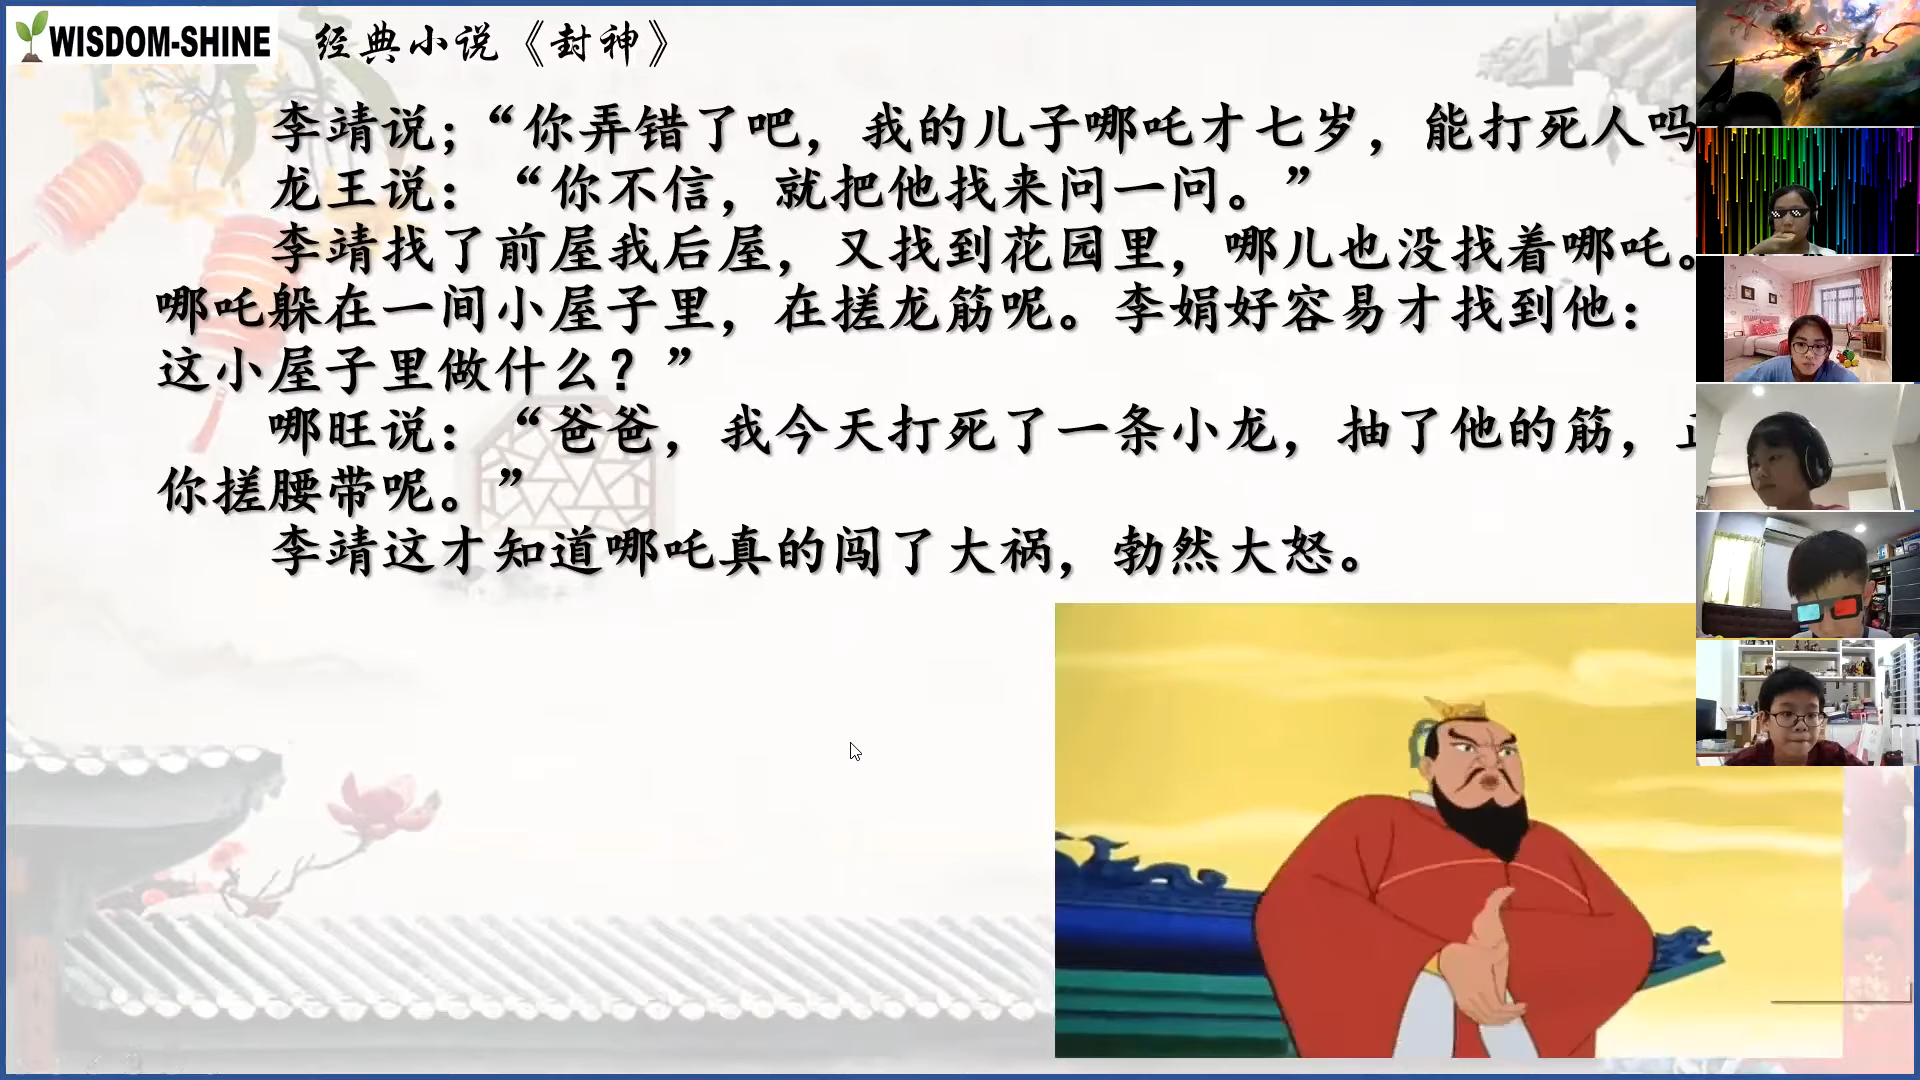 WISDOM-SHINE 经典小说《封神》
李靖说；“你弄错了吧，我的儿子哪吒才七岁，能打死人吗
龙王说：“你不信，就把他找来问一问。”
李靖找了前屋我后屋，又找到花园里，哪儿也没找着哪吒。
哪吒躲在一间小屋子里，在搓龙筋呢。李娟好容易才找到他：
这小屋子里做什么？”
哪旺说：“爸爸，我今天打死了一条小龙，抽了他的筋，
你搓腰带呢。”
李靖这才知道哪吒真的闯了大祸，勃然大怒。